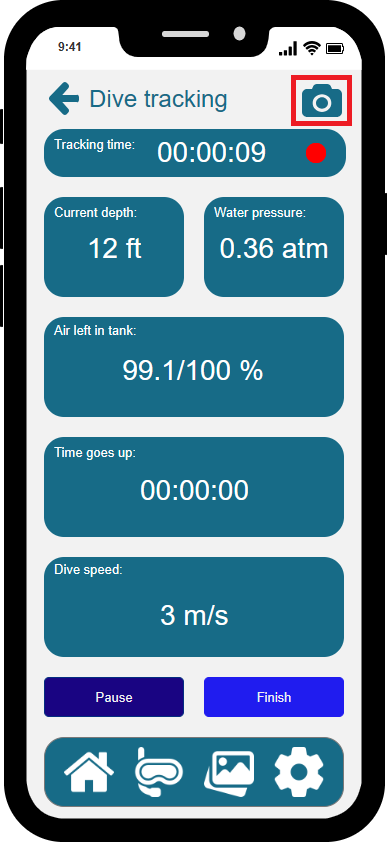 9:41
Dive tracking
Tracking time:
00:00:09
Current depth:
12 ft
Water pressure:
0.36 atm
Air left in tank:
99.1/100 %
Time goes up:
00:00:00
Dive speed:
3 m/s
Pause
Finish